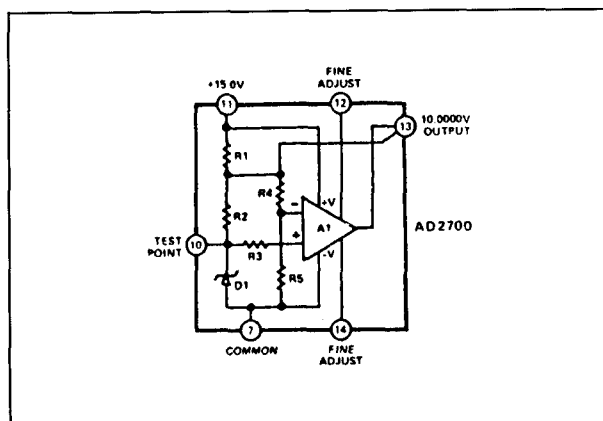 +15.0V
FINE
ADJUST
11
12
13
10.0000V
OUTPUT
R1
R4
+V
-
R2
A1
AD2700
TEST
POINT
10
R3
+
-V
D1
R5
7
14
COMMON
FINE
ADJUST